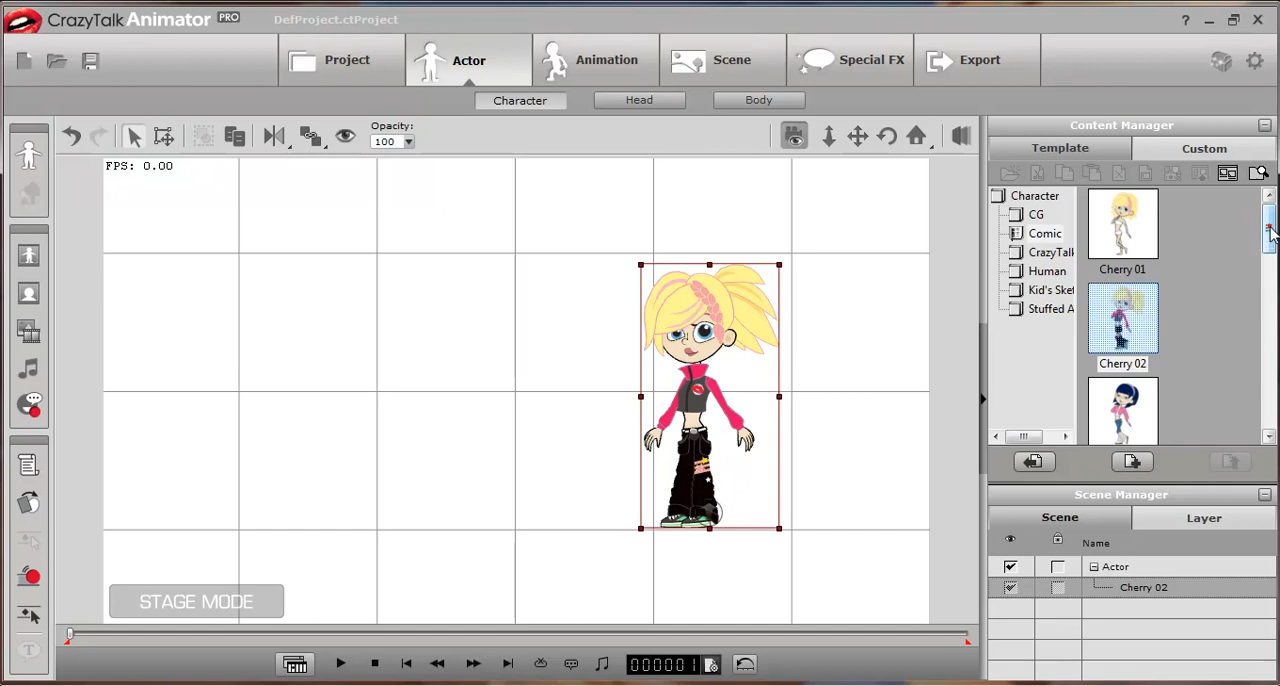 CrazyTalk Animator PRO DefProject.ctProject ?
Project Actor Animation Scene Special FX Export
Character Head Body
Opacity:
100
FPS: 0.00
STAGE MODE
000001
Content Manager
Template Custom
Character
CG
Comic
CrazyTalk
Human
Kid's Sket
Stuffed A
Cherry 01
Cherry 02
Scene Manager
Scene Layer
Name
Actor
Cherry 02
T